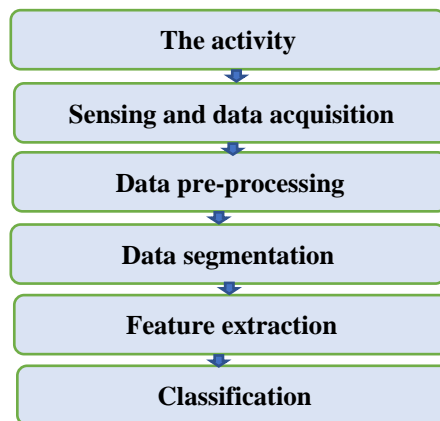 The activity
Sensing and data acquisition
Data pre-processing
Data segmentation
Feature extraction
Classification